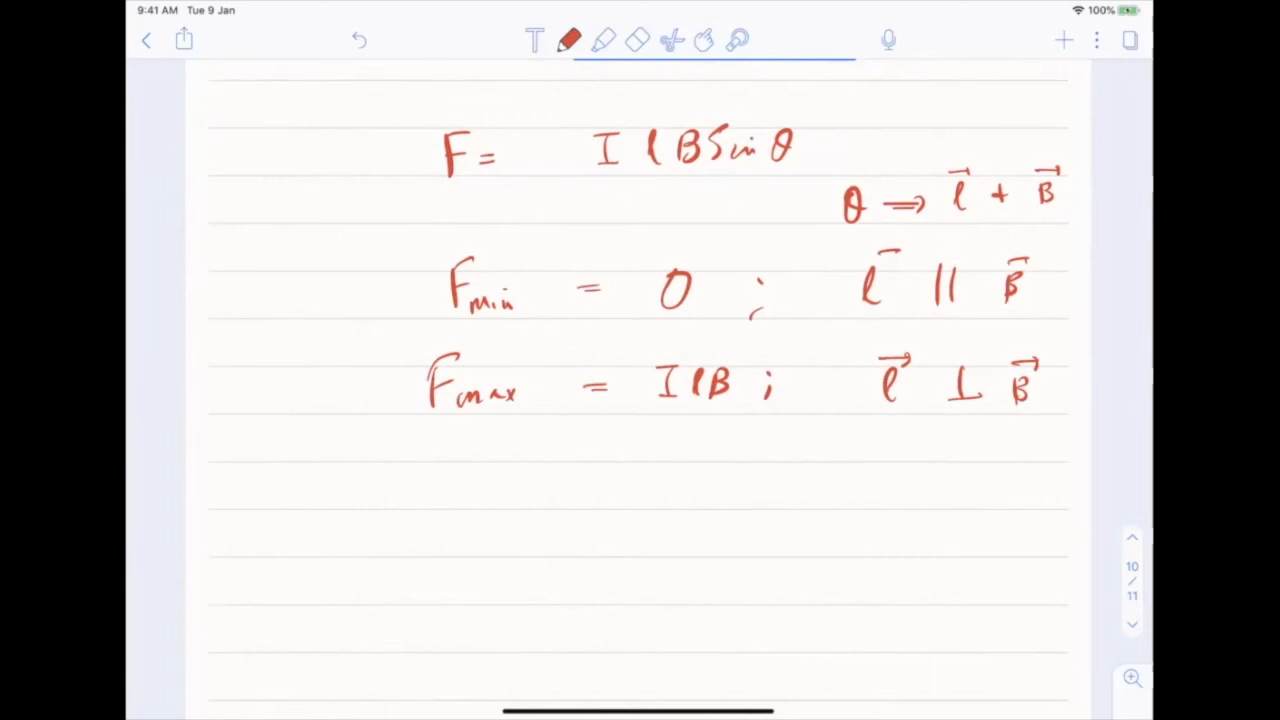 9:41 AM Tue 9 Jan 100%
F = I l B Sin θ
θ ⟹ l⃗ + B⃗
F_min = 0 ; l⃗ || B⃗
F_max = I l B ; l⃗ ⊥ B⃗
10
/
11